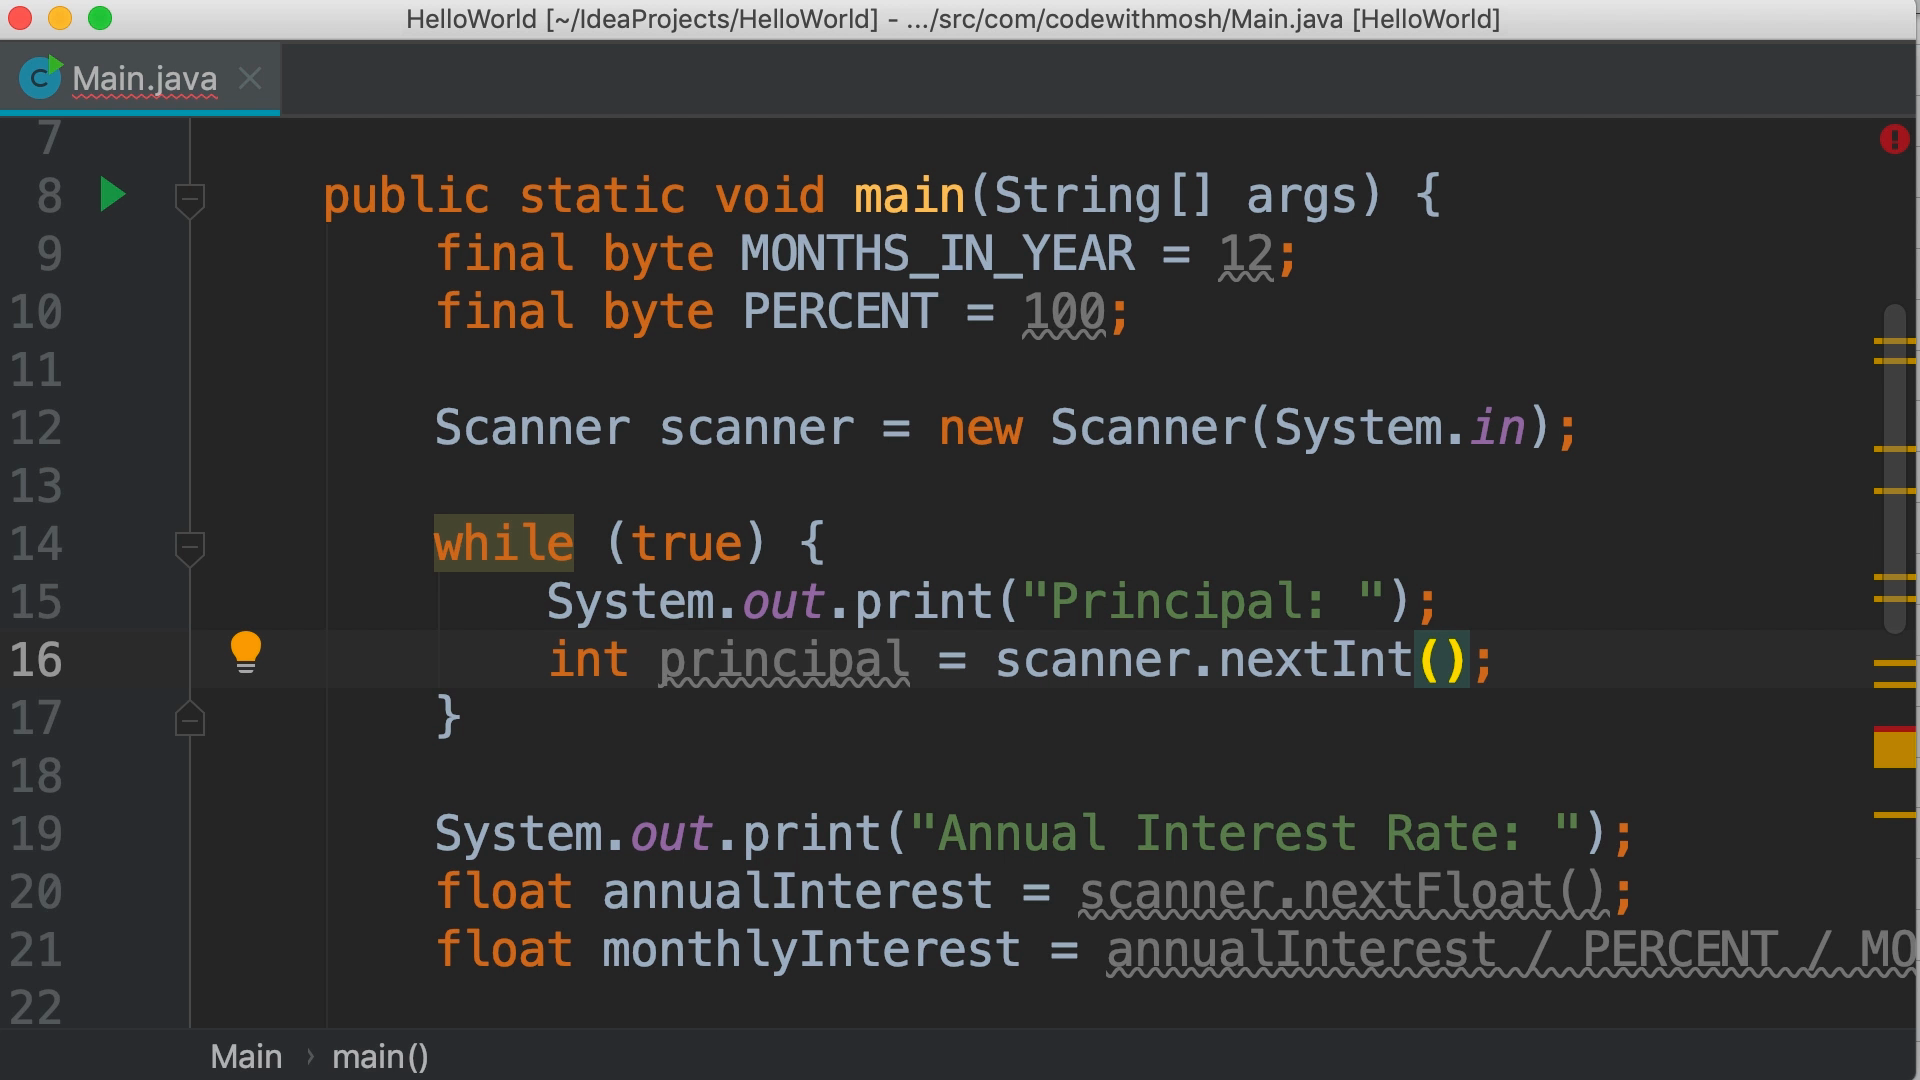 HelloWorld [~/IdeaProjects/HelloWorld] - .../src/com/codewithmosh/Main.java [HelloWorld]
Main.java
7
8 public static void main(String[] args) {
9 final byte MONTHS_IN_YEAR = 12;
10 final byte PERCENT = 100;
11
12 Scanner scanner = new Scanner(System.in);
13
14 while (true) {
15 System.out.print("Principal: ");
16 int principal = scanner.nextInt();
17 }
18
19 System.out.print("Annual Interest Rate: ");
20 float annualInterest = scanner.nextFloat();
21 float monthlyInterest = annualInterest / PERCENT / MO
22
Main › main()